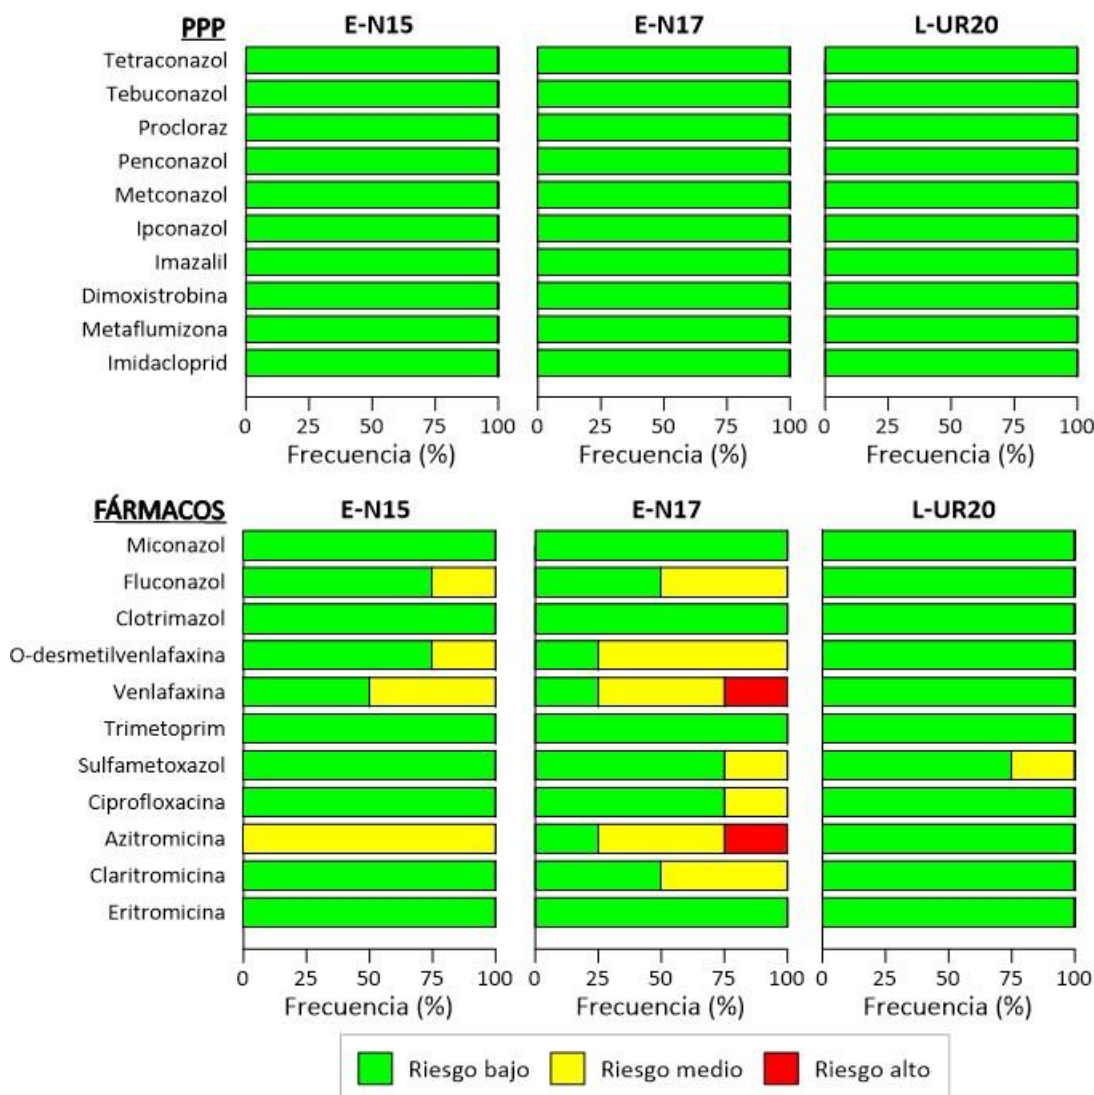 PPP E-N15 E-N17 L-UR20
Tetraconazol
Tebuconazol
Procloraz
Penconazol
Metconazol
Ipconazol
Imazalil
Dimoxistrobina
Metaflumizona
Imidacloprid
0 25 50 75 100 0 25 50 75 100 0 25 50 75 100
Frecuencia (%) Frecuencia (%) Frecuencia (%)
FÁRMACOS E-N15 E-N17 L-UR20
Miconazol
Fluconazol
Clotrimazol
O-desmetilvenlafaxina
Venlafaxina
Trimetoprim
Sulfametoxazol
Ciprofloxacina
Azitromicina
Claritromicina
Eritromicina
0 25 50 75 100 0 25 50 75 100 0 25 50 75 100
Frecuencia (%) Frecuencia (%) Frecuencia (%)
Riesgo bajo Riesgo medio Riesgo alto